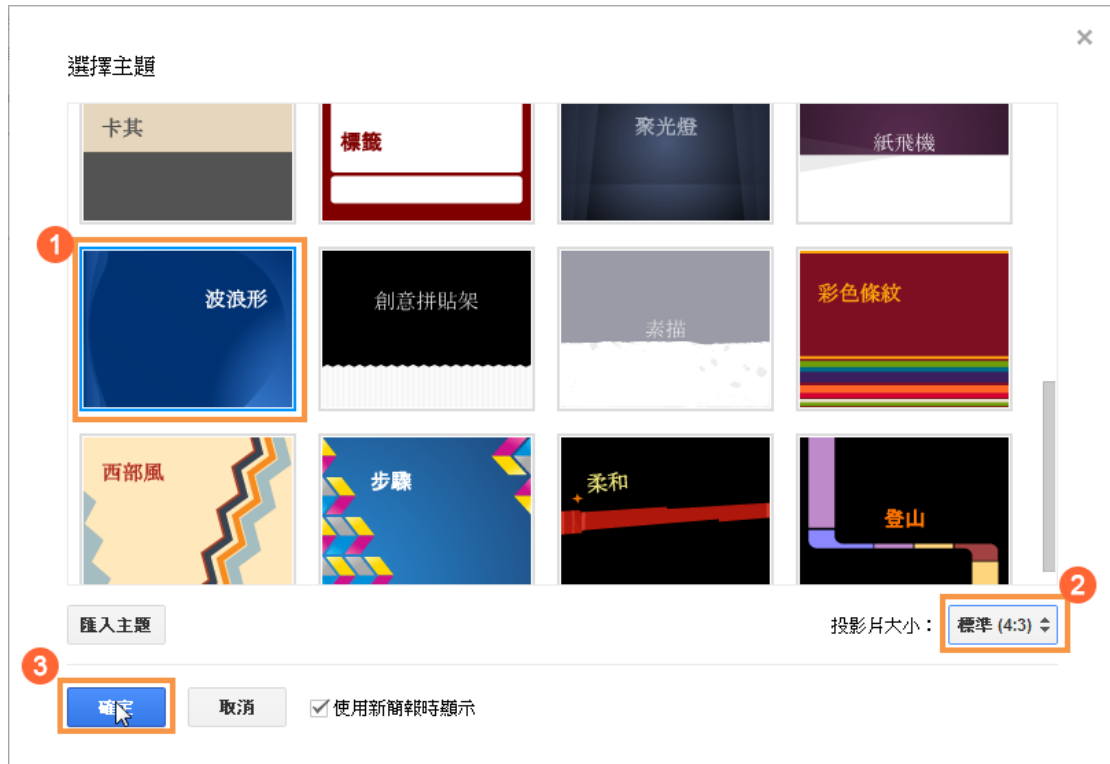 ×
選擇主題
卡其
標籤
聚光燈
紙飛機
1
波浪形
創意拼貼架
素描
彩色條紋
西部風
步驟
柔和
登山
2
匯入主題
投影片大小：
標準 (4:3)
3
確定
取消
使用新簡報時顯示